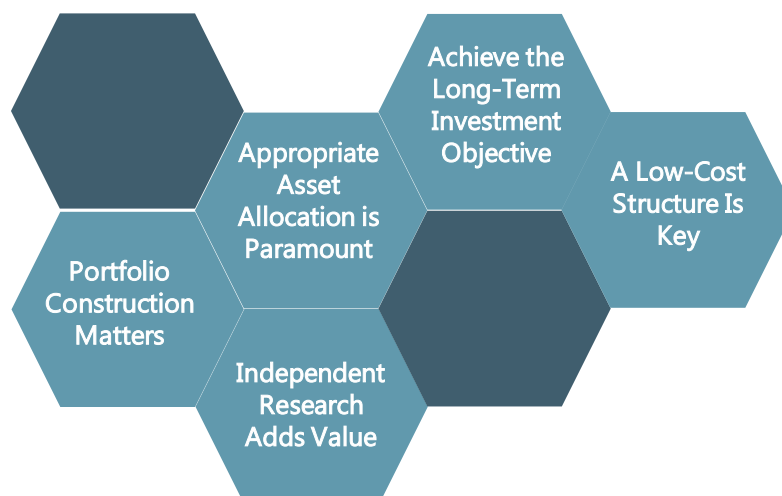 Achieve the
Long-Term
Investment
Objective
Appropriate
Asset
Allocation is
Paramount
A Low-Cost
Structure Is
Key
Portfolio
Construction
Matters
Independent
Research
Adds Value